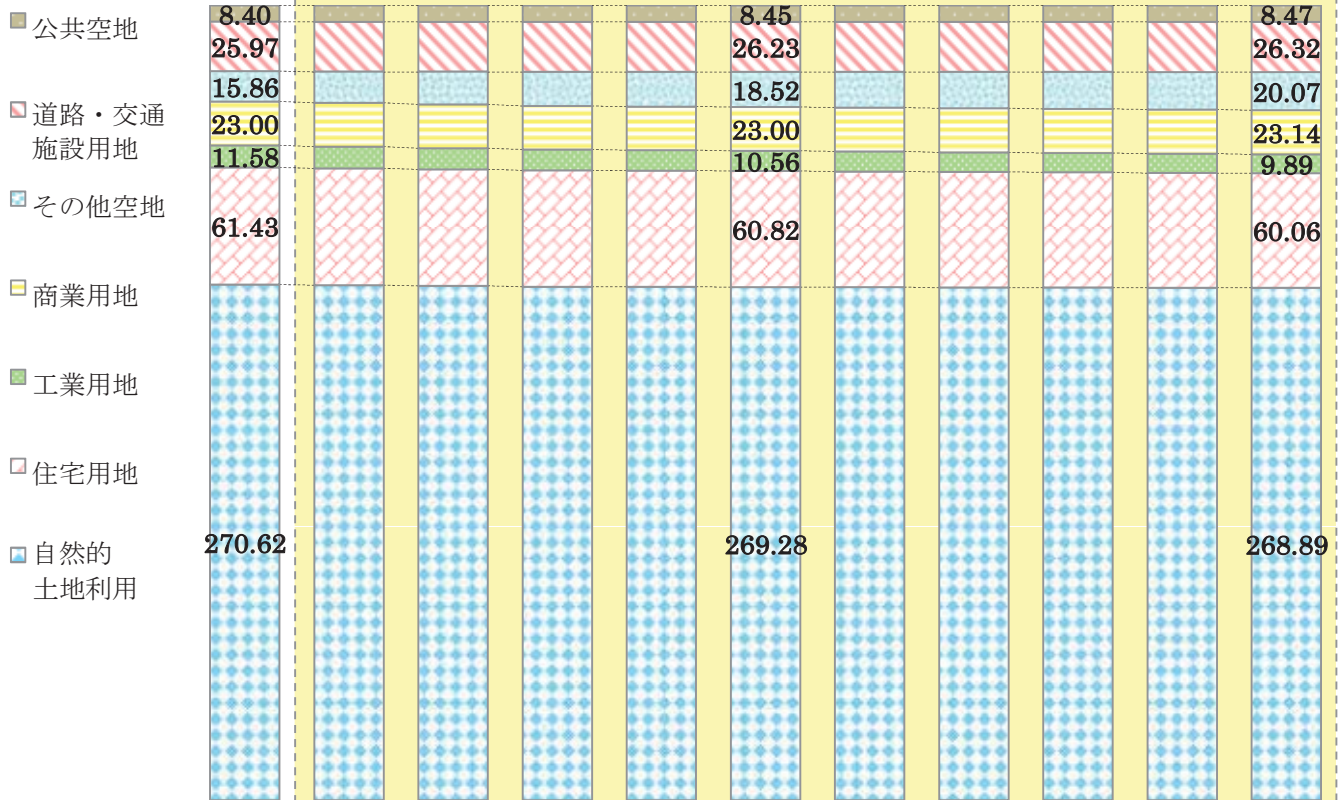 公共空地
道路・交通
施設用地
その他空地
商業用地
工業用地
住宅用地
自然的
土地利用
8.40
8.45
8.47
25.97
26.23
26.32
15.86
18.52
20.07
23.00
23.00
23.14
11.58
10.56
9.89
61.43
60.82
60.06
270.62
269.28
268.89